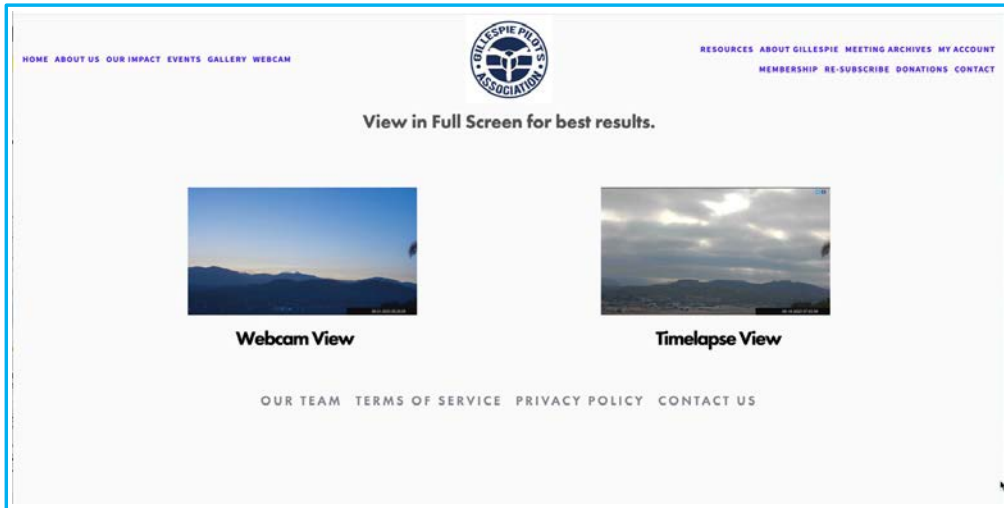 HOME ABOUT US OUR IMPACT EVENTS GALLERY WEBCAM
GILLESPIE PILOTS
ASSOCIATION
RESOURCES ABOUT GILLESPIE MEETING ARCHIVES MY ACCOUNT
MEMBERSHIP RE-SUBSCRIBE DONATIONS CONTACT
View in Full Screen for best results.
Webcam View
Timelapse View
OUR TEAM TERMS OF SERVICE PRIVACY POLICY CONTACT US